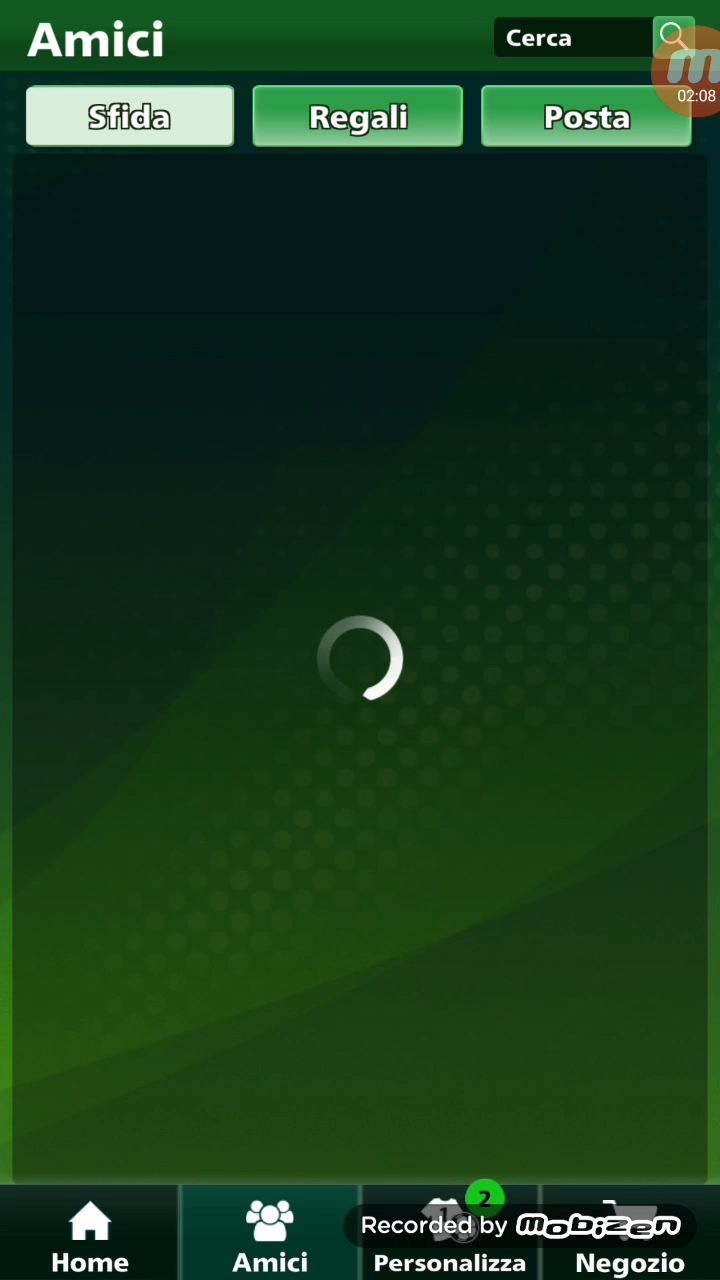 Amici
Cerca
02:08
Sfida
Regali
Posta
2
Recorded by mobizen
Home
Amici
Personalizza
Negozio